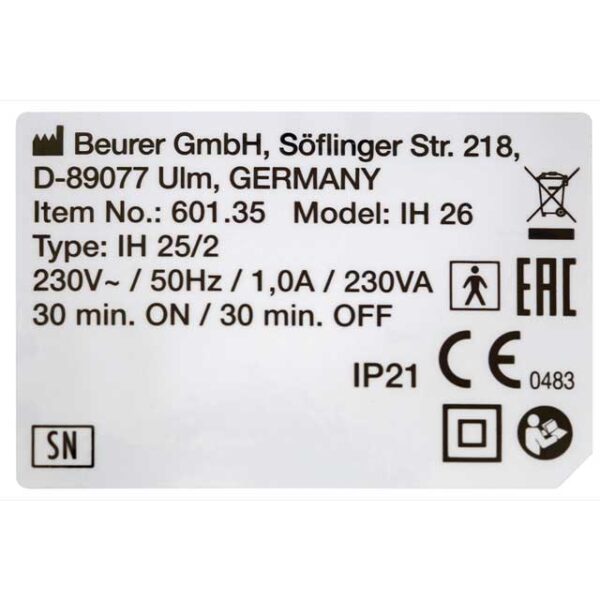 Beurer GmbH, Söflinger Str. 218,
D-89077 Ulm, GERMANY
Item No.: 601.35 Model: IH 26
Type: IH 25/2
230V~ / 50Hz / 1,0A / 230VA
30 min. ON / 30 min. OFF
EAC
IP21 CE 0483
SN